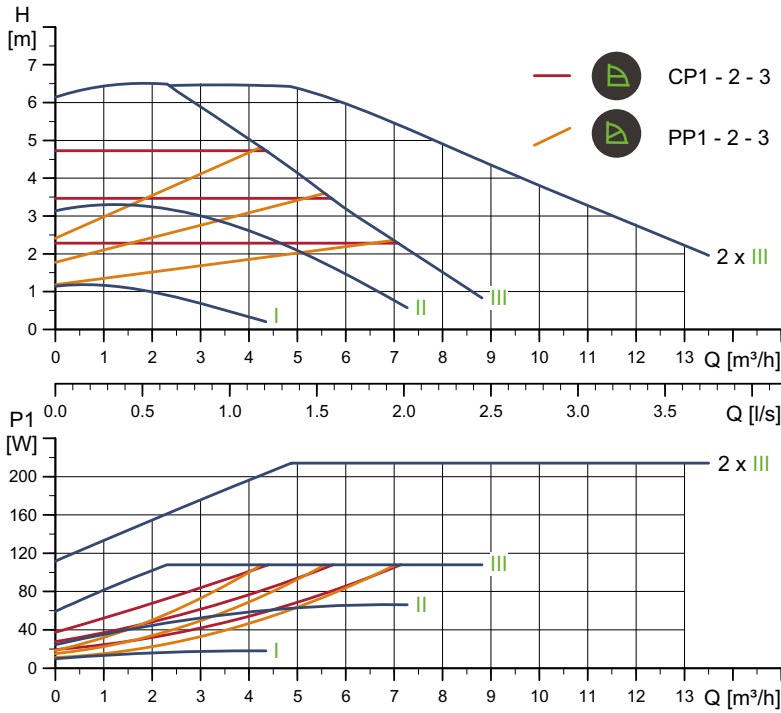 H
[m]
7
6
5
4
3
2
1
0
CP1 - 2 - 3
PP1 - 2 - 3
2 x III
III
II
I
0 1 2 3 4 5 6 7 8 9 10 11 12 13 Q [m³/h]
0.0 0.5 1.0 1.5 2.0 2.5 3.0 3.5 Q [l/s]
P1
[W]
200
160
120
80
40
0
2 x III
III
II
I
0 1 2 3 4 5 6 7 8 9 10 11 12 13 Q [m³/h]